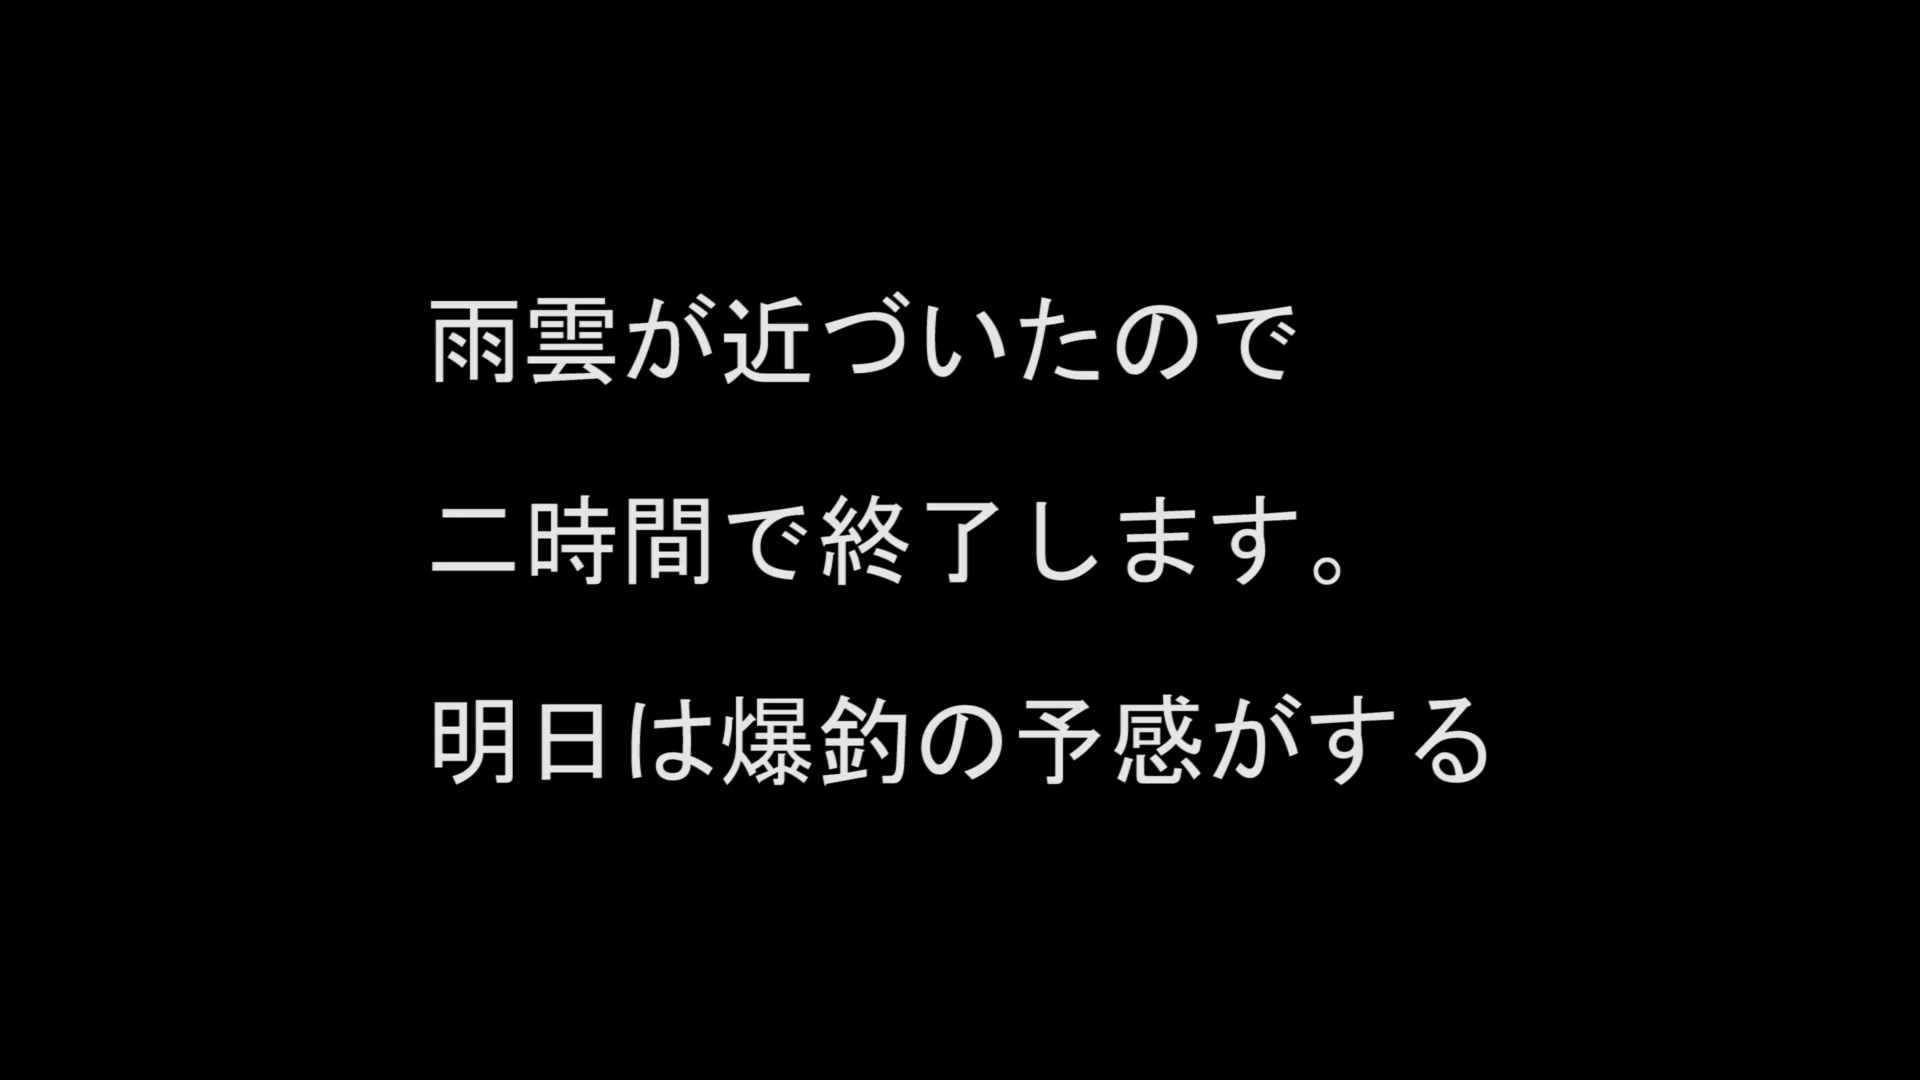 雨雲が近づいたので
二時間で終了します。
明日は爆釣の予感がする